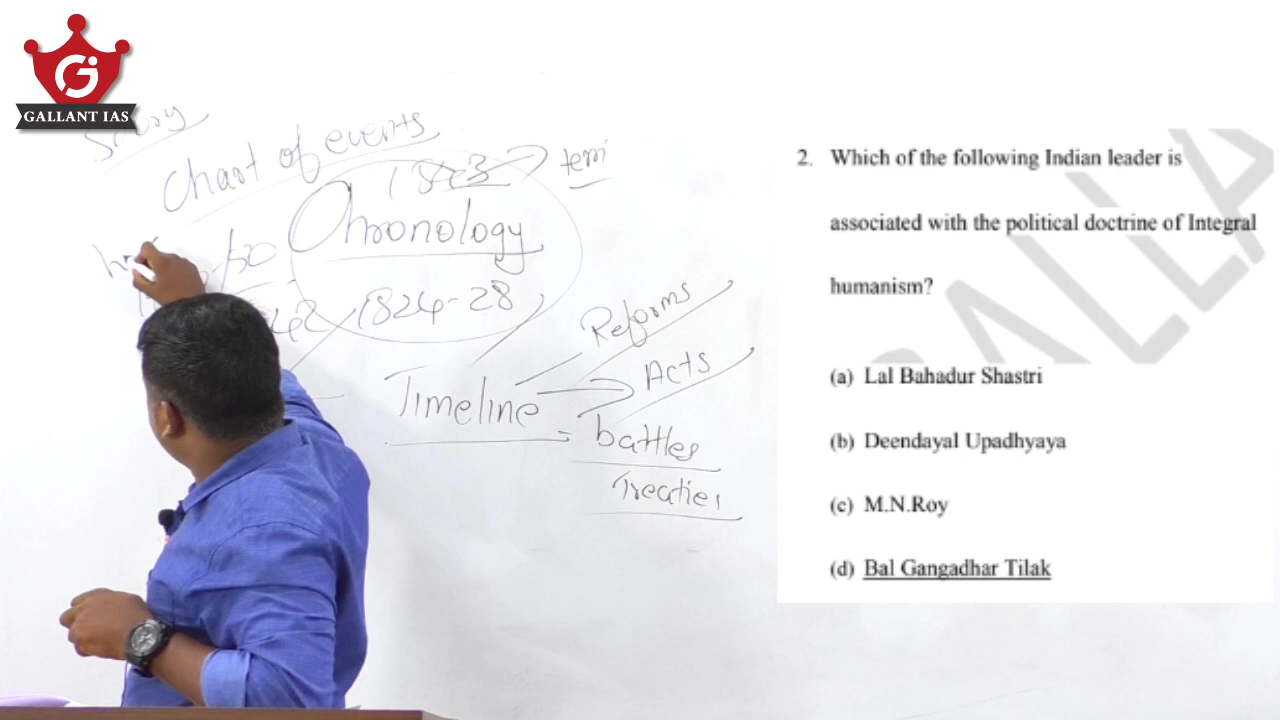 GALLANT IAS
Chart of events
Chronology
1824-28
Timeline
Reforms
Acts
battles
Treaties
2. Which of the following Indian leader is
associated with the political doctrine of Integral
humanism?
(a) Lal Bahadur Shastri
(b) Deendayal Upadhyaya
(c) M.N.Roy
(d) Bal Gangadhar Tilak